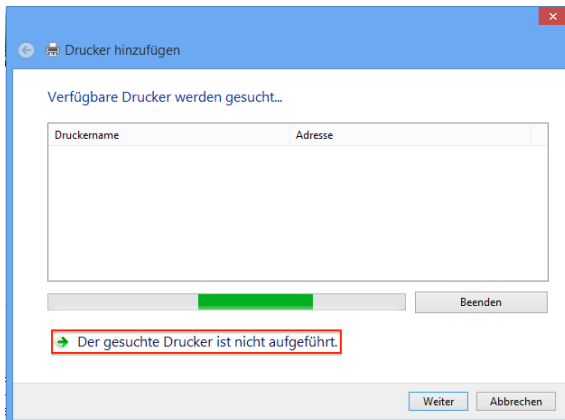 Drucker hinzufügen
Verfügbare Drucker werden gesucht...
Druckername Adresse
Beenden
Der gesuchte Drucker ist nicht aufgeführt.
Weiter Abbrechen